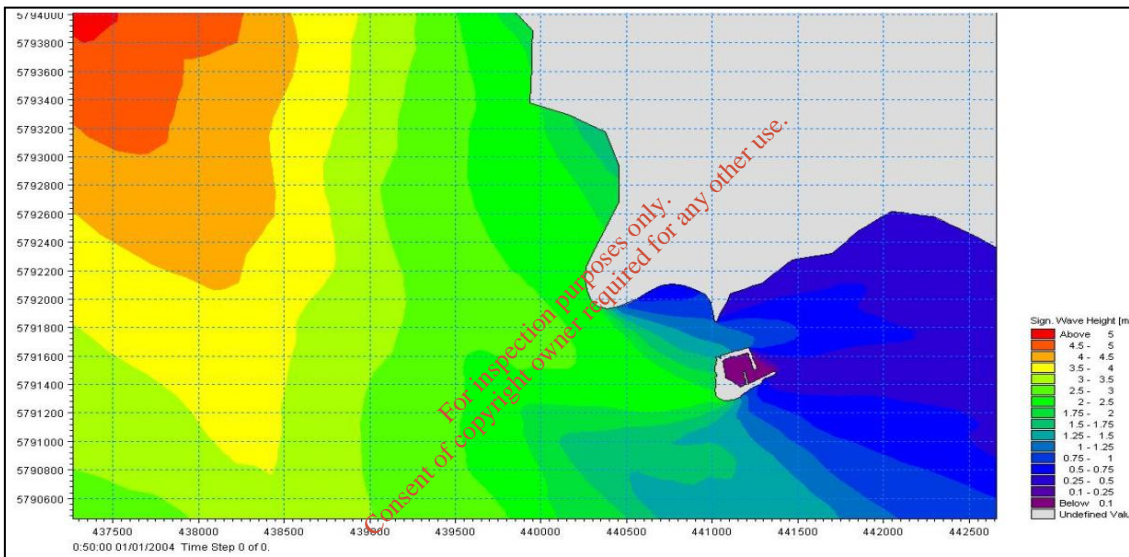 5794000
5793800
5793600
5793400
5793200
5793000
5792800
5792600
5792400
5792200
5792000
5791800
5791600
5791400
5791200
5791000
5790800
5790600
437500 438000 438500 439000 439500 440000 440500 441000 441500 442000 442500
0:50:00 01/01/2004 Time Step 0 of 0.
For inspection purposes only.
Consent of copyright owner required for any other use.
Sign. Wave Height [m
Above 5
4.5 - 5
4 - 4.5
3.5 - 4
3 - 3.5
2.5 - 3
2 - 2.5
1.75 - 2
1.5 - 1.75
1.25 - 1.5
1 - 1.25
0.75 - 1
0.5 - 0.75
0.25 - 0.5
0.1 - 0.25
Below 0.1
Undefined Valu